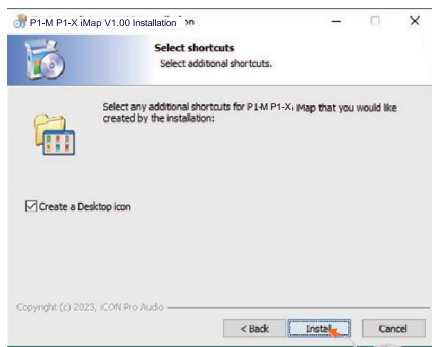 P1-M P1-X iMap V1.00 Installation
Select shortcuts
Select additional shortcuts.
Select any additional shortcuts for P1-M P1-X iMap that you would like
created by the installation:
Create a Desktop icon
Copyright (c) 2023, iCON Pro Audio
< Back Install Cancel